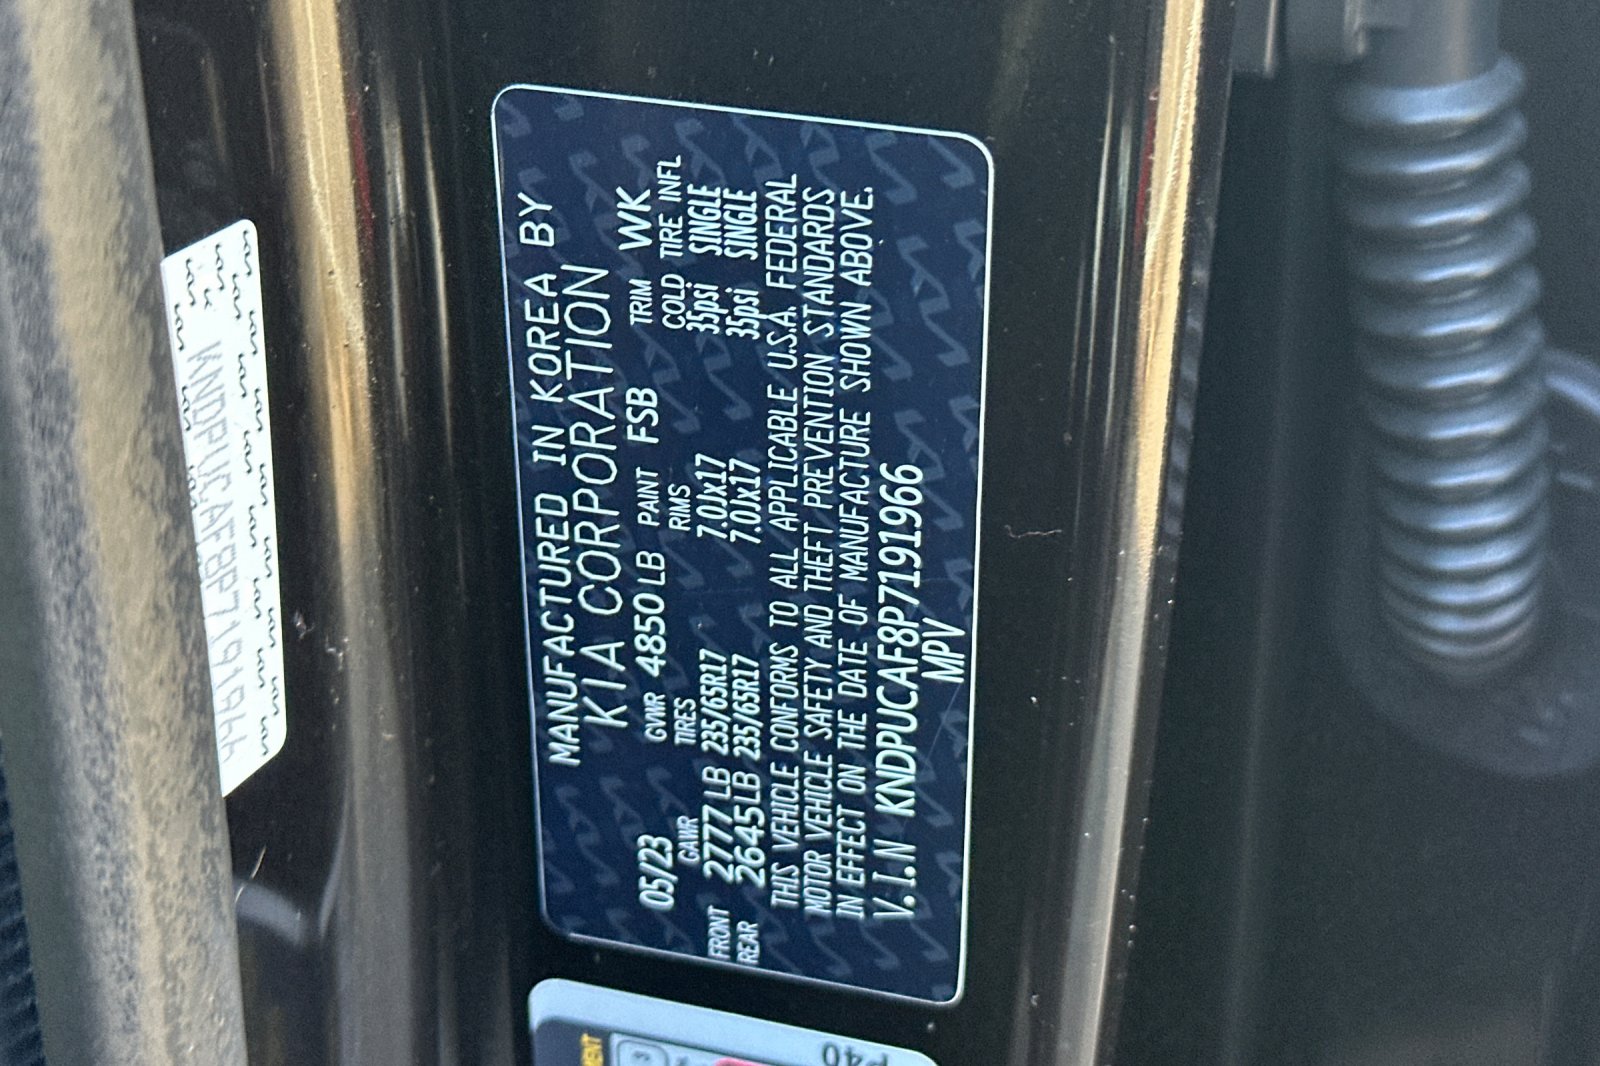 MANUFACTURED IN KOREA BY
KIA CORPORATION
05/23 GVWR 4850 LB PAINT FSB TRIM WK
GAWR TIRES RIMS COLD TIRE INFL
FRONT 2777 LB 235/65R17 7.0Jx17 35psi SINGLE
REAR 2645LB 235/65R17 7.0Jx17 35psi SINGLE
THIS VEHICLE CONFORMS TO ALL APPLICABLE U.S.A. FEDERAL
MOTOR VEHICLE SAFETY AND THEFT PREVENTION STANDARDS
IN EFFECT ON THE DATE OF MANUFACTURE SHOWN ABOVE.
V.I.N KNDPUCAF8P7191966
MPV
KNDPUCAF8P7191966
P40